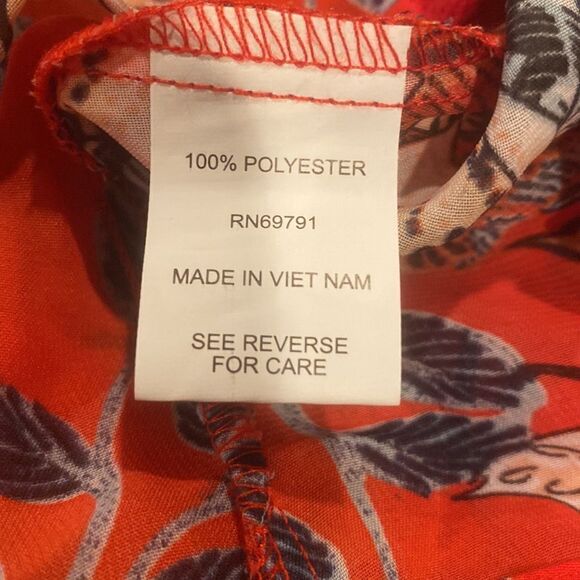 100% POLYESTER
RN69791
MADE IN VIET NAM
SEE REVERSE
FOR CARE